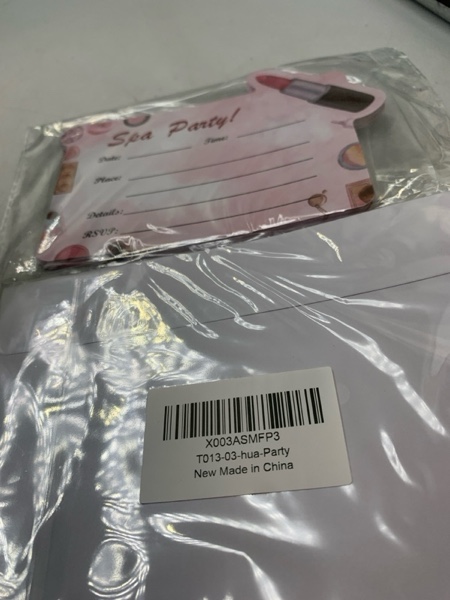 Spa Party!
Date: Time:
Place:
Details:
RSVP:
X003ASMFP3
T013-03-hua-Party
New Made in China